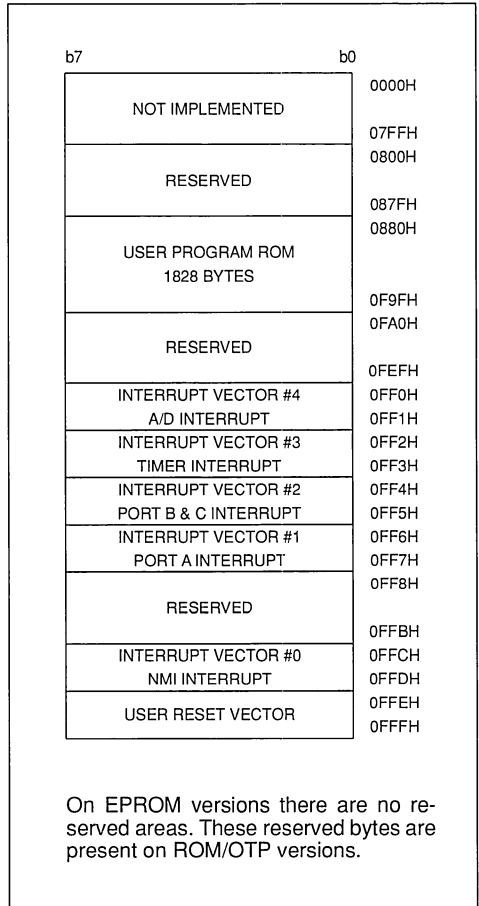 b7 b0
0000H
NOT IMPLEMENTED
07FFH
0800H
RESERVED
087FH
0880H
USER PROGRAM ROM
1828 BYTES
0F9FH
0FA0H
RESERVED
0FEFH
INTERRUPT VECTOR #4 0FF0H
A/D INTERRUPT 0FF1H
INTERRUPT VECTOR #3 0FF2H
TIMER INTERRUPT 0FF3H
INTERRUPT VECTOR #2 0FF4H
PORT B & C INTERRUPT 0FF5H
INTERRUPT VECTOR #1 0FF6H
PORT A INTERRUPT 0FF7H
0FF8H
RESERVED
0FFBH
INTERRUPT VECTOR #0 0FFCH
NMI INTERRUPT 0FFDH
0FFEH
USER RESET VECTOR
0FFFH
On EPROM versions there are no re-
served areas. These reserved bytes are
present on ROM/OTP versions.